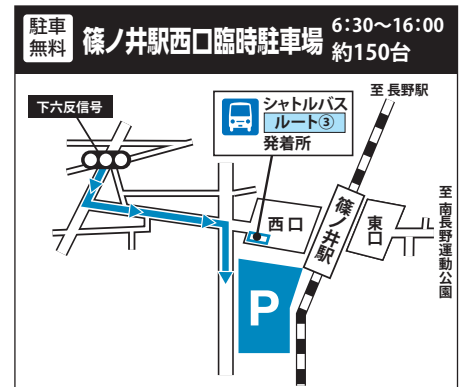 駐車
無料
篠ノ井駅西口臨時駐車場
6:30〜16:00
約150台
下六反信号
シャトルバス
ルート③
発着所
至 長野駅
西口
篠ノ井駅
東口
至 南長野運動公園
P